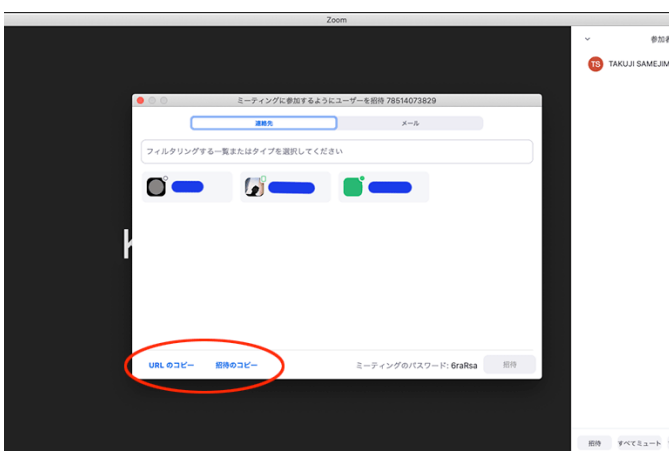 Zoom
参加者
TS TAKUJI SAMEJIM
ミーティングに参加するようにユーザーを招待 78514073829
連絡先 メール
フィルタリングする一覧またはタイプを選択してください
URL のコピー 招待のコピー ミーティングのパスワード: 6raRsa 招待
招待 すべてミュート